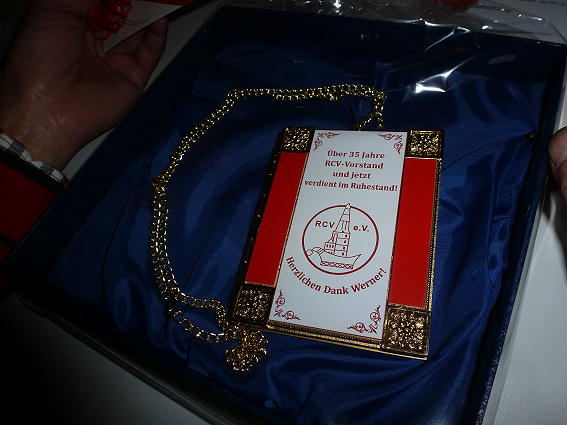 Über 35 Jahre
RCV-Vorstand
und jetzt
verdient im Ruhestand!
RCV e.V.
Herzlichen Dank Werner!